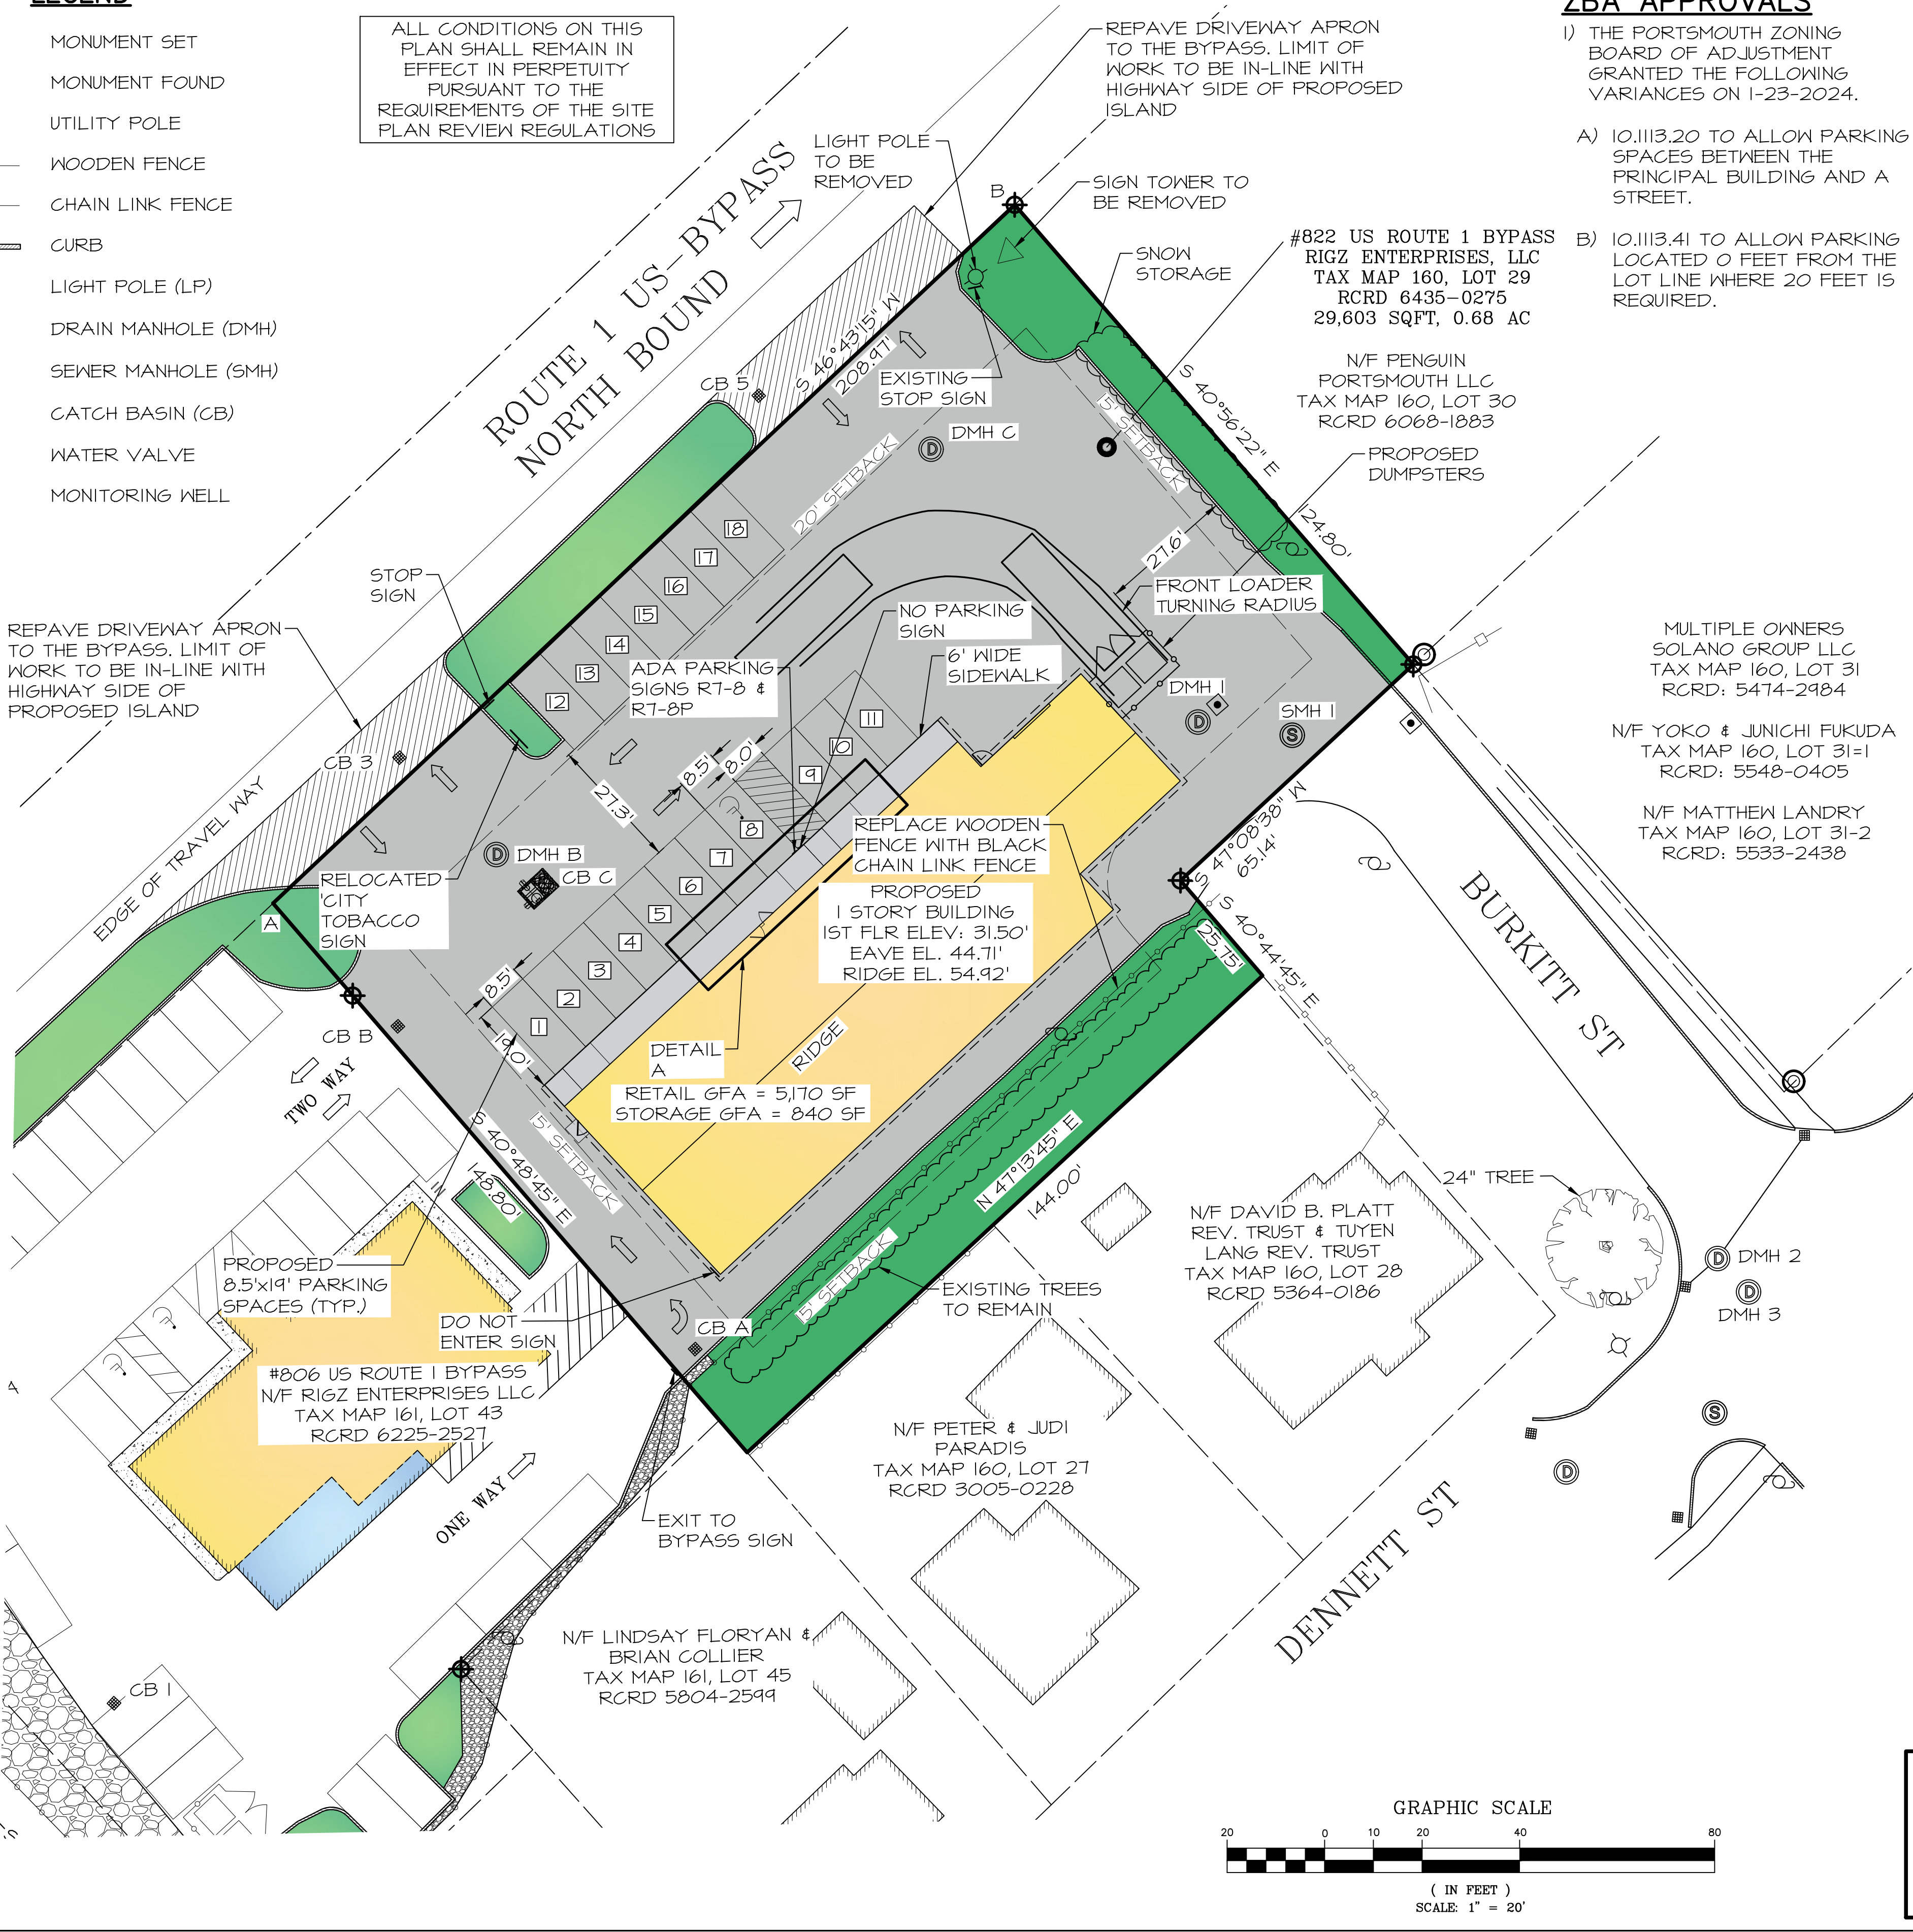 LEGEND
MONUMENT SET
MONUMENT FOUND
UTILITY POLE
WOODEN FENCE
CHAIN LINK FENCE
CURB
LIGHT POLE (LP)
DRAIN MANHOLE (DMH)
SEWER MANHOLE (SMH)
CATCH BASIN (CB)
WATER VALVE
MONITORING WELL
ALL CONDITIONS ON THIS
PLAN SHALL REMAIN IN
EFFECT IN PERPETUITY
PURSUANT TO THE
REQUIREMENTS OF THE SITE
PLAN REVIEW REGULATIONS
REPAVE DRIVEWAY APRON
TO THE BYPASS. LIMIT OF
WORK TO BE IN-LINE WITH
HIGHWAY SIDE OF PROPOSED
ISLAND
ZBA APPROVALS
1) THE PORTSMOUTH ZONING
BOARD OF ADJUSTMENT
GRANTED THE FOLLOWING
VARIANCES ON 1-23-2024.
A) 10.1113.20 TO ALLOW PARKING
SPACES BETWEEN THE
PRINCIPAL BUILDING AND A
STREET.
B) 10.1113.41 TO ALLOW PARKING
LOCATED 0 FEET FROM THE
LOT LINE WHERE 20 FEET IS
REQUIRED.
LIGHT POLE
TO BE
REMOVED
B
SIGN TOWER TO
BE REMOVED
SNOW
STORAGE
#822 US ROUTE 1 BYPASS
RIGZ ENTERPRISES, LLC
TAX MAP 160, LOT 29
RCRD 6435-0275
29,603 SQFT, 0.68 AC
N/F PENGUIN
PORTSMOUTH LLC
TAX MAP 160, LOT 30
RCRD 6068-1883
PROPOSED
DUMPSTERS
ROUTE 1 US-BYPASS
NORTH BOUND
S 46°43'15" W
208.97'
CB 5
EXISTING
STOP SIGN
DMH C
D
20' SETBACK
5' SETBACK
S 40°56'22" E
124.80'
27.6'
FRONT LOADER
TURNING RADIUS
18
17
16
15
14
13
12
STOP
SIGN
REPAVE DRIVEWAY APRON
TO THE BYPASS. LIMIT OF
WORK TO BE IN-LINE WITH
HIGHWAY SIDE OF
PROPOSED ISLAND
NO PARKING
SIGN
6' WIDE
SIDEWALK
ADA PARKING
SIGNS R7-8 &
R7-8P
11
10
9
8
7
6
5
4
3
2
1
DMH 1
D
SMH 1
S
MULTIPLE OWNERS
SOLANO GROUP LLC
TAX MAP 160, LOT 31
RCRD: 5474-2984
N/F YOKO & JUNICHI FUKUDA
TAX MAP 160, LOT 31=1
RCRD: 5548-0405
N/F MATTHEW LANDRY
TAX MAP 160, LOT 31-2
RCRD: 5533-2438
CB 3
EDGE OF TRAVEL WAY
8.5'
8.0'
27.3'
D
DMH B
CB C
RELOCATED
'CITY
TOBACCO
SIGN
A
REPLACE WOODEN
FENCE WITH BLACK
CHAIN LINK FENCE
PROPOSED
1 STORY BUILDING
1ST FLR ELEV: 31.50'
EAVE EL. 44.71'
RIDGE EL. 54.92'
S 47°08'38" W
65.14'
S 40°44'45" E
25.75'
BURKITT ST
8.5'
19.0'
CB B
TWO WAY
DETAIL
A
RIDGE
RETAIL GFA = 5,170 SF
STORAGE GFA = 840 SF
S 40°48'45" E
148.80'
5' SETBACK
IN
N 47°13'45" E
144.00'
15' SETBACK
PROPOSED
8.5'x19' PARKING
SPACES (TYP.)
DO NOT
ENTER SIGN
CB A
EXISTING TREES
TO REMAIN
N/F DAVID B. PLATT
REV. TRUST & TUYEN
LANG REV. TRUST
TAX MAP 160, LOT 28
RCRD 5364-0186
24" TREE
D
DMH 2
D
DMH 3
#806 US ROUTE 1 BYPASS
N/F RIGZ ENTERPRISES LLC
TAX MAP 161, LOT 43
RCRD 6225-2527
ONE WAY
EXIT TO
BYPASS SIGN
N/F PETER & JUDI
PARADIS
TAX MAP 160, LOT 27
RCRD 3005-0228
S
D
DENNETT ST
N/F LINDSAY FLORYAN &
BRIAN COLLIER
TAX MAP 161, LOT 45
RCRD 5804-2599
CB 1
GRAPHIC SCALE
20 0 10 20 40 80
( IN FEET )
SCALE: 1" = 20'